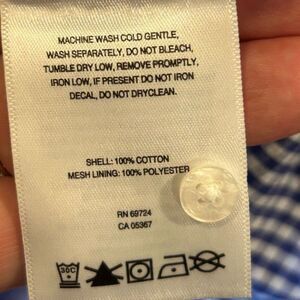 MACHINE WASH COLD GENTLE,
WASH SEPARATELY, DO NOT BLEACH,
TUMBLE DRY LOW, REMOVE PROMPTLY,
IRON LOW, IF PRESENT DO NOT IRON
DECAL, DO NOT DRYCLEAN.
SHELL: 100% COTTON
MESH LINING: 100% POLYESTER
RN 69724
CA 05367
30C